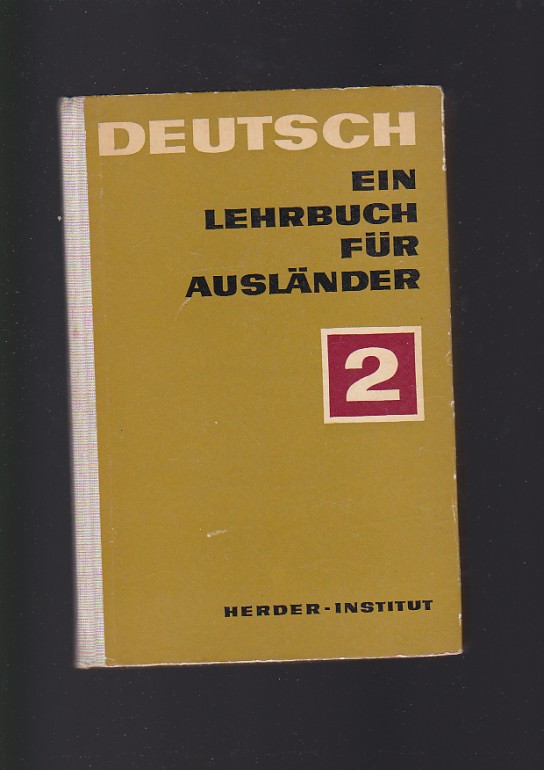 DEUTSCH
EIN
LEHRBUCH
FÜR
AUSLÄNDER
2
HERDER-INSTITUT